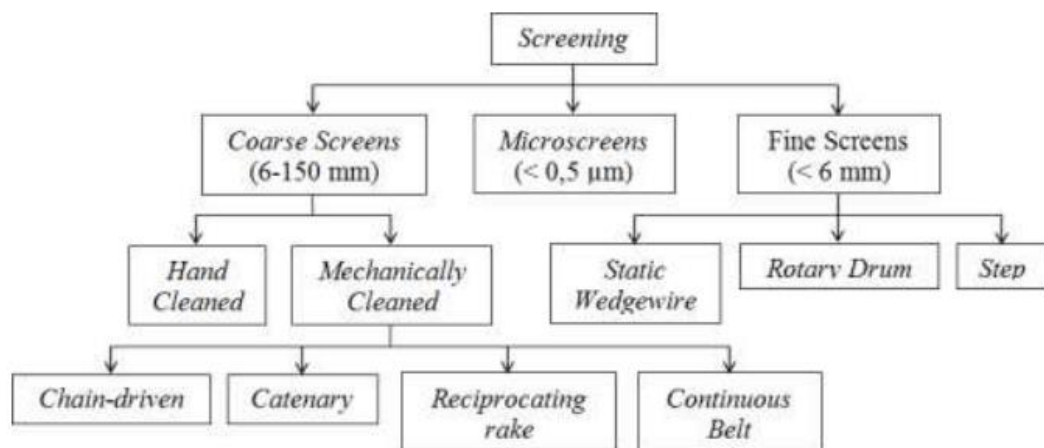 Screening
Coarse Screens
(6-150 mm)
Microscreens
(< 0,5 µm)
Fine Screens
(< 6 mm)
Hand
Cleaned
Mechanically
Cleaned
Static
Wedgewire
Rotary Drum
Step
Chain-driven
Catenary
Reciprocating
rake
Continuous
Belt